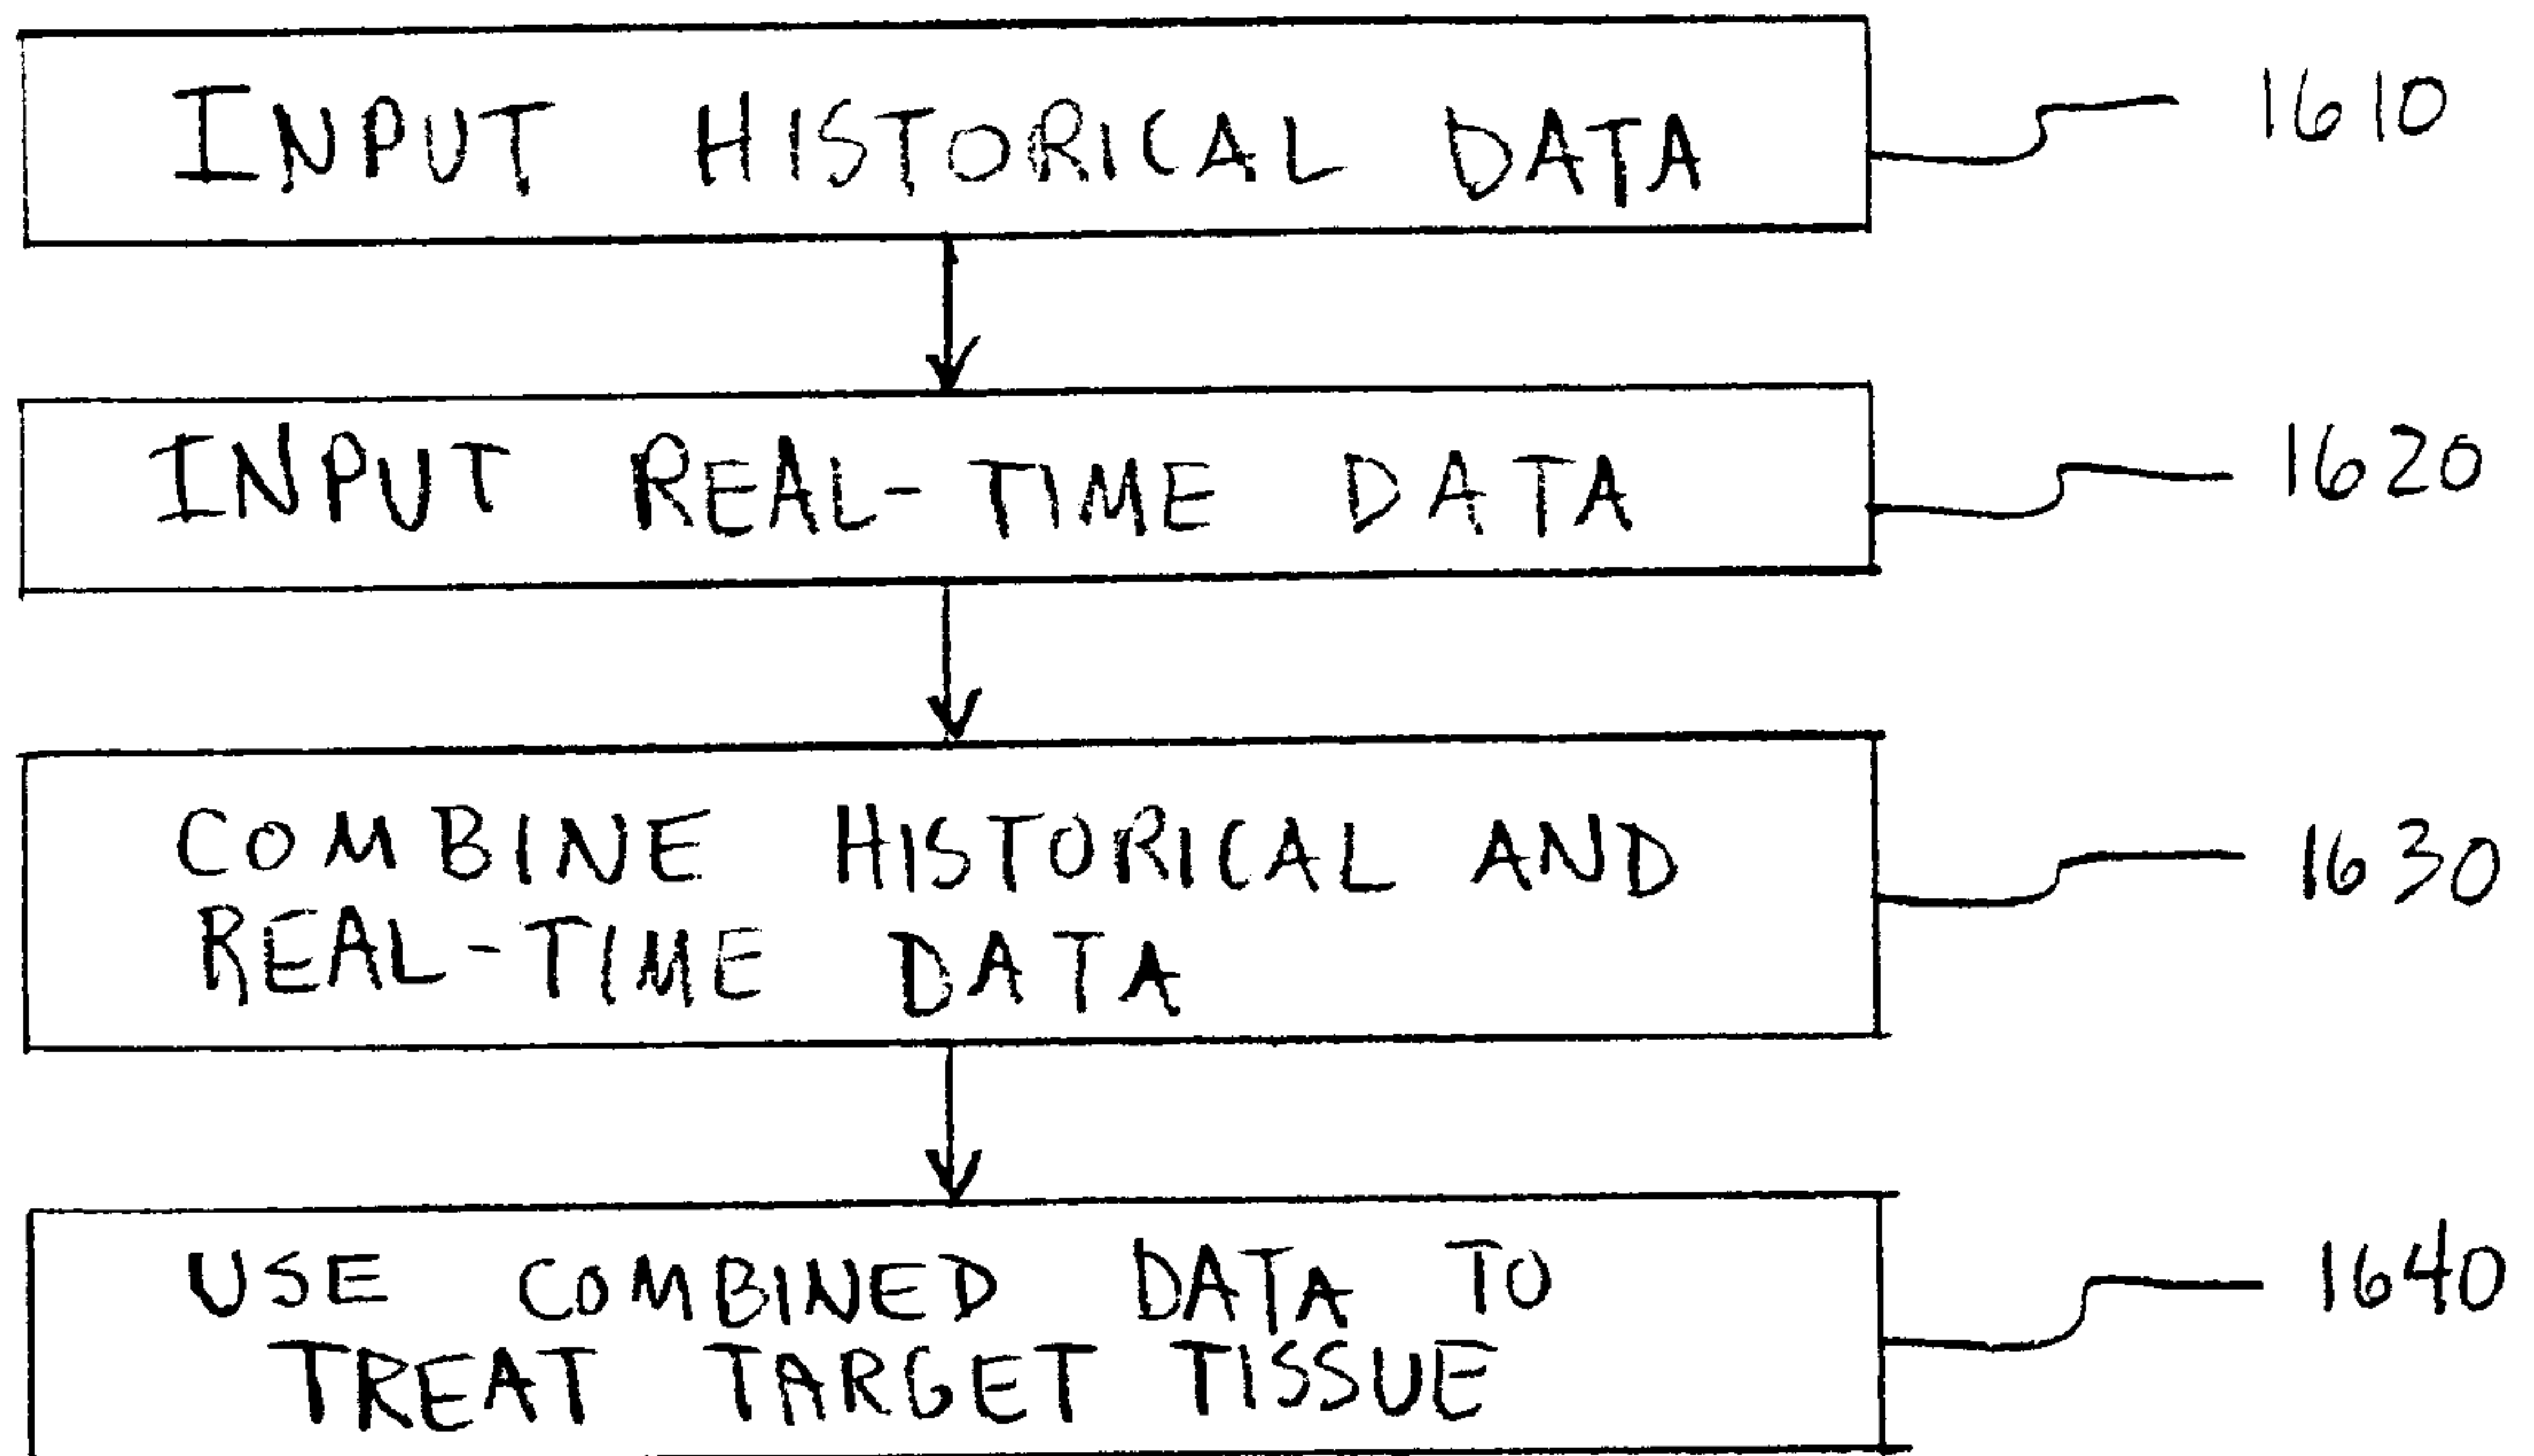 INPUT HISTORICAL DATA
1610
INPUT REAL-TIME DATA
1620
COMBINE HISTORICAL AND
REAL-TIME DATA
1630
USE COMBINED DATA TO
TREAT TARGET TISSUE
1640